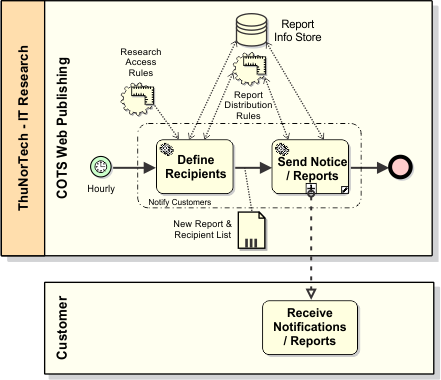 ThuNorTech - IT Research
COTS Web Publishing
Report
Info Store
Research
Access
Rules
Report
Distribution
Rules
Define
Recipients
Send Notice
/ Reports
Hourly
Notify Customers
New Report &
Recipient List
Customer
Receive
Notifications
/ Reports